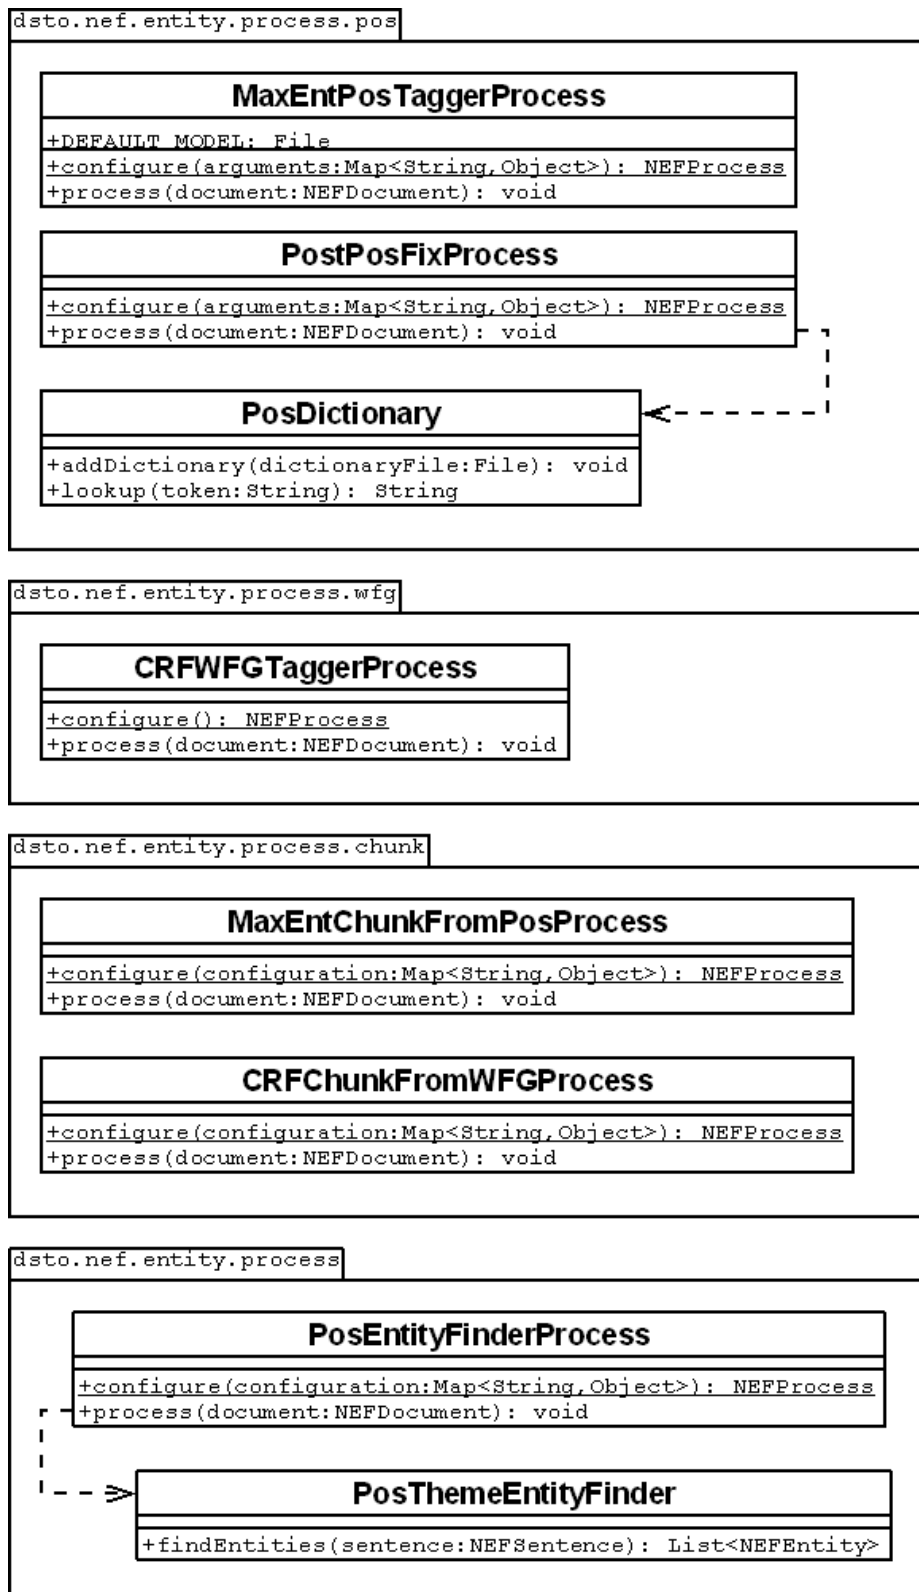 dsto.nef.entity.process.pos
MaxEntPosTaggerProcess
+DEFAULT_MODEL: File
+configure(arguments:Map<String,Object>): NEFProcess
+process(document:NEFDocument): void
PostPosFixProcess
+configure(arguments:Map<String,Object>): NEFProcess
+process(document:NEFDocument): void
PosDictionary
+addDictionary(dictionaryFile:File): void
+lookup(token:String): String
dsto.nef.entity.process.wfg
CRFWFGTaggerProcess
+configure(): NEFProcess
+process(document:NEFDocument): void
dsto.nef.entity.process.chunk
MaxEntChunkFromPosProcess
+configure(configuration:Map<String,Object>): NEFProcess
+process(document:NEFDocument): void
CRFChunkFromWFGProcess
+configure(configuration:Map<String,Object>): NEFProcess
+process(document:NEFDocument): void
dsto.nef.entity.process
PosEntityFinderProcess
+configure(configuration:Map<String,Object>): NEFProcess
+process(document:NEFDocument): void
PosThemeEntityFinder
+findEntities(sentence:NEFSentence): List<NEFEntity>